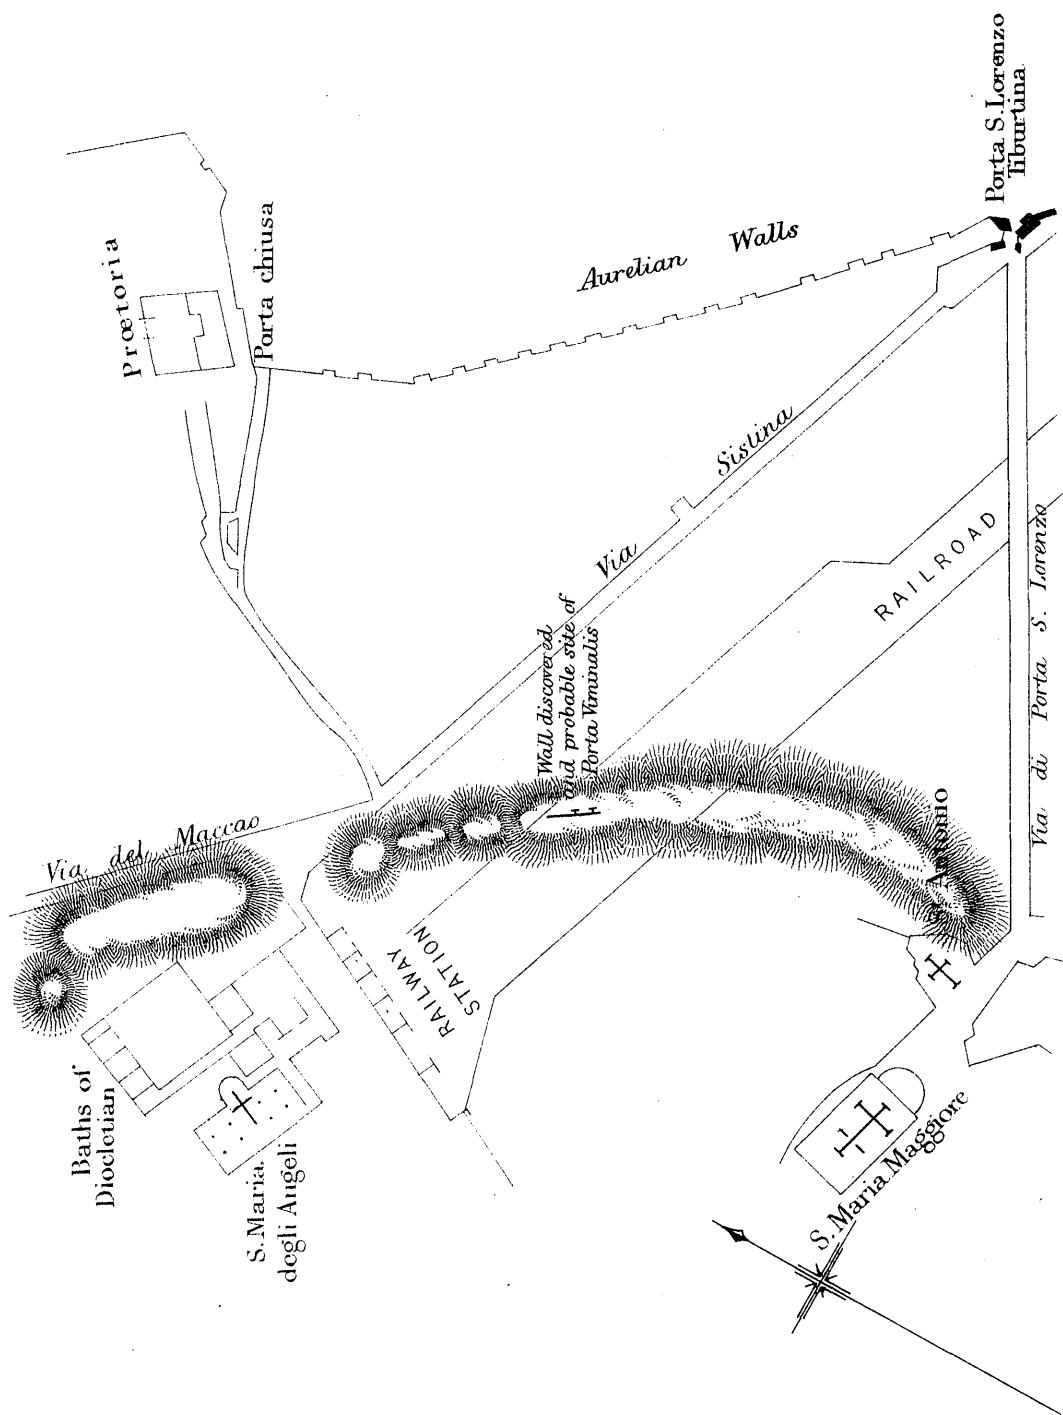 Prætoria
Porta chiusa
Aurelian Walls
Porta S. Lorenzo
Tiburtina
Via Sistina
Via del Maccao
Wall discovered
and probable site of
Porta Viminalis
RAILROAD
Via di Porta S. Lorenzo
RAILWAY
STATION
S. Antonio
Baths of
Diocletian
S. Maria.
degli Angeli
S. Maria Maggiore